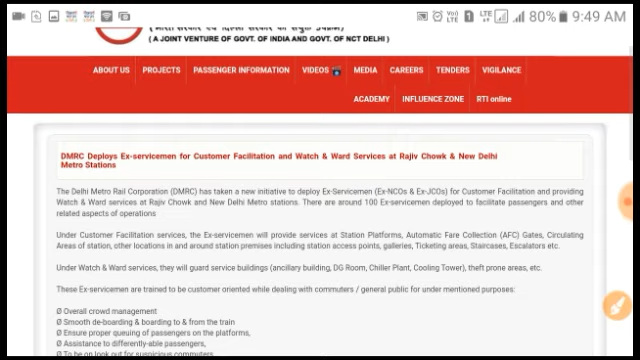 80% 9:49 AM
(A JOINT VENTURE OF GOVT. OF INDIA AND GOVT. OF NCT DELHI)
ABOUT US PROJECTS PASSENGER INFORMATION VIDEOS MEDIA CAREERS TENDERS VIGILANCE
ACADEMY INFLUENCE ZONE RTI online
DMRC Deploys Ex-servicemen for Customer Facilitation and Watch & Ward Services at Rajiv Chowk & New Delhi
Metro Stations
The Delhi Metro Rail Corporation (DMRC) has taken a new initiative to deploy Ex-Servicemen (Ex-NCOs & Ex-JCOs) for Customer Facilitation and providing
Watch & Ward services at Rajiv Chowk and New Delhi Metro stations. There are around 100 Ex-servicemen deployed to facilitate passengers and other
related aspects of operations
Under Customer Facilitation services, the Ex-servicemen will provide services at Station Platforms, Automatic Fare Collection (AFC) Gates, Circulating
Areas of station, other locations in and around station premises including station access points, galleries, Ticketing areas, Staircases, Escalators etc.
Under Watch & Ward services, they will guard service buildings (ancillary building, DG Room, Chiller Plant, Cooling Tower), theft prone areas, etc.
These Ex-servicemen are trained to be customer oriented while dealing with commuters / general public for under mentioned purposes:
Ø Overall crowd management
Ø Smooth de-boarding & boarding to & from the train
Ø Ensure proper queuing of passengers on the platforms,
Ø Assistance to differently-able passengers,
Ø To be on look out for suspicious commuters